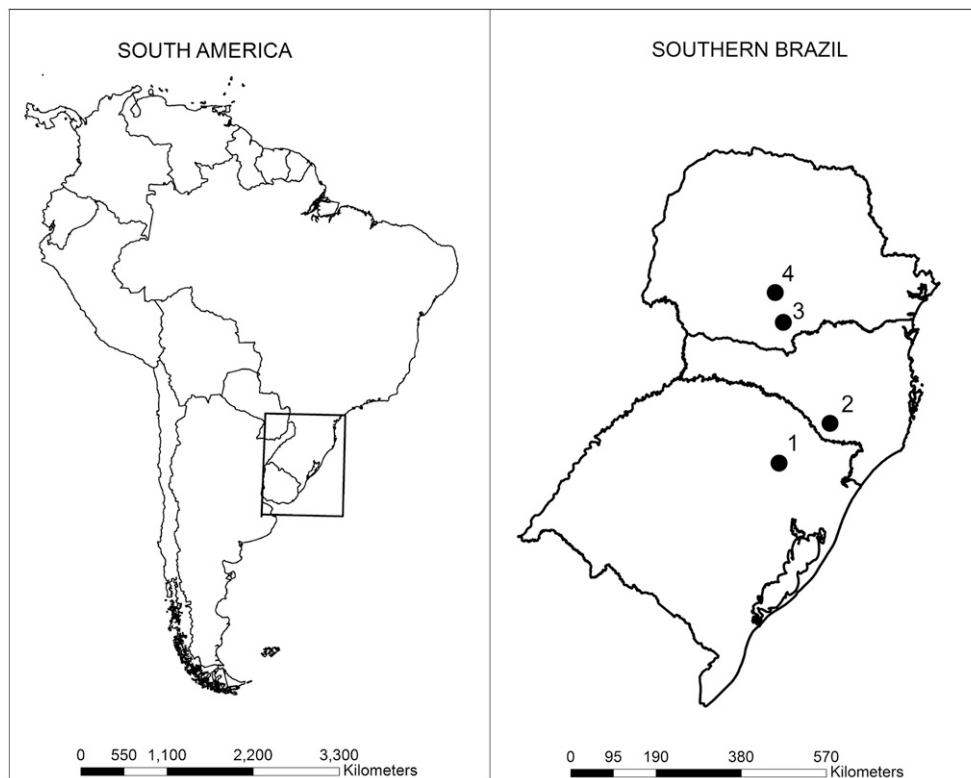 SOUTH AMERICA
0 550 1,100 2,200 3,300
Kilometers
SOUTHERN BRAZIL
4
3
2
1
0 95 190 380 570
Kilometers